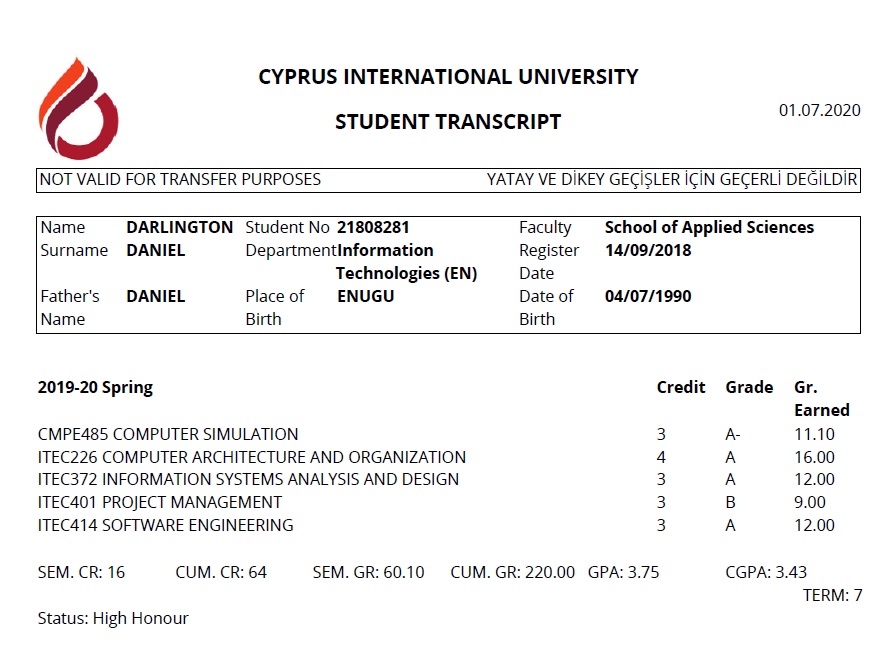 CYPRUS INTERNATIONAL UNIVERSITY
STUDENT TRANSCRIPT
01.07.2020
NOT VALID FOR TRANSFER PURPOSES YATAY VE DİKEY GEÇİŞLER İÇİN GEÇERLİ DEĞİLDİR
Name DARLINGTON Student No 21808281 Faculty School of Applied Sciences
Surname DANIEL Department Information Register 14/09/2018
Technologies (EN) Date
Father's DANIEL Place of ENUGU Date of 04/07/1990
Name Birth Birth
2019-20 Spring Credit Grade Gr.
Earned
CMPE485 COMPUTER SIMULATION 3 A- 11.10
ITEC226 COMPUTER ARCHITECTURE AND ORGANIZATION 4 A 16.00
ITEC372 INFORMATION SYSTEMS ANALYSIS AND DESIGN 3 A 12.00
ITEC401 PROJECT MANAGEMENT 3 B 9.00
ITEC414 SOFTWARE ENGINEERING 3 A 12.00
SEM. CR: 16 CUM. CR: 64 SEM. GR: 60.10 CUM. GR: 220.00 GPA: 3.75 CGPA: 3.43
TERM: 7
Status: High Honour